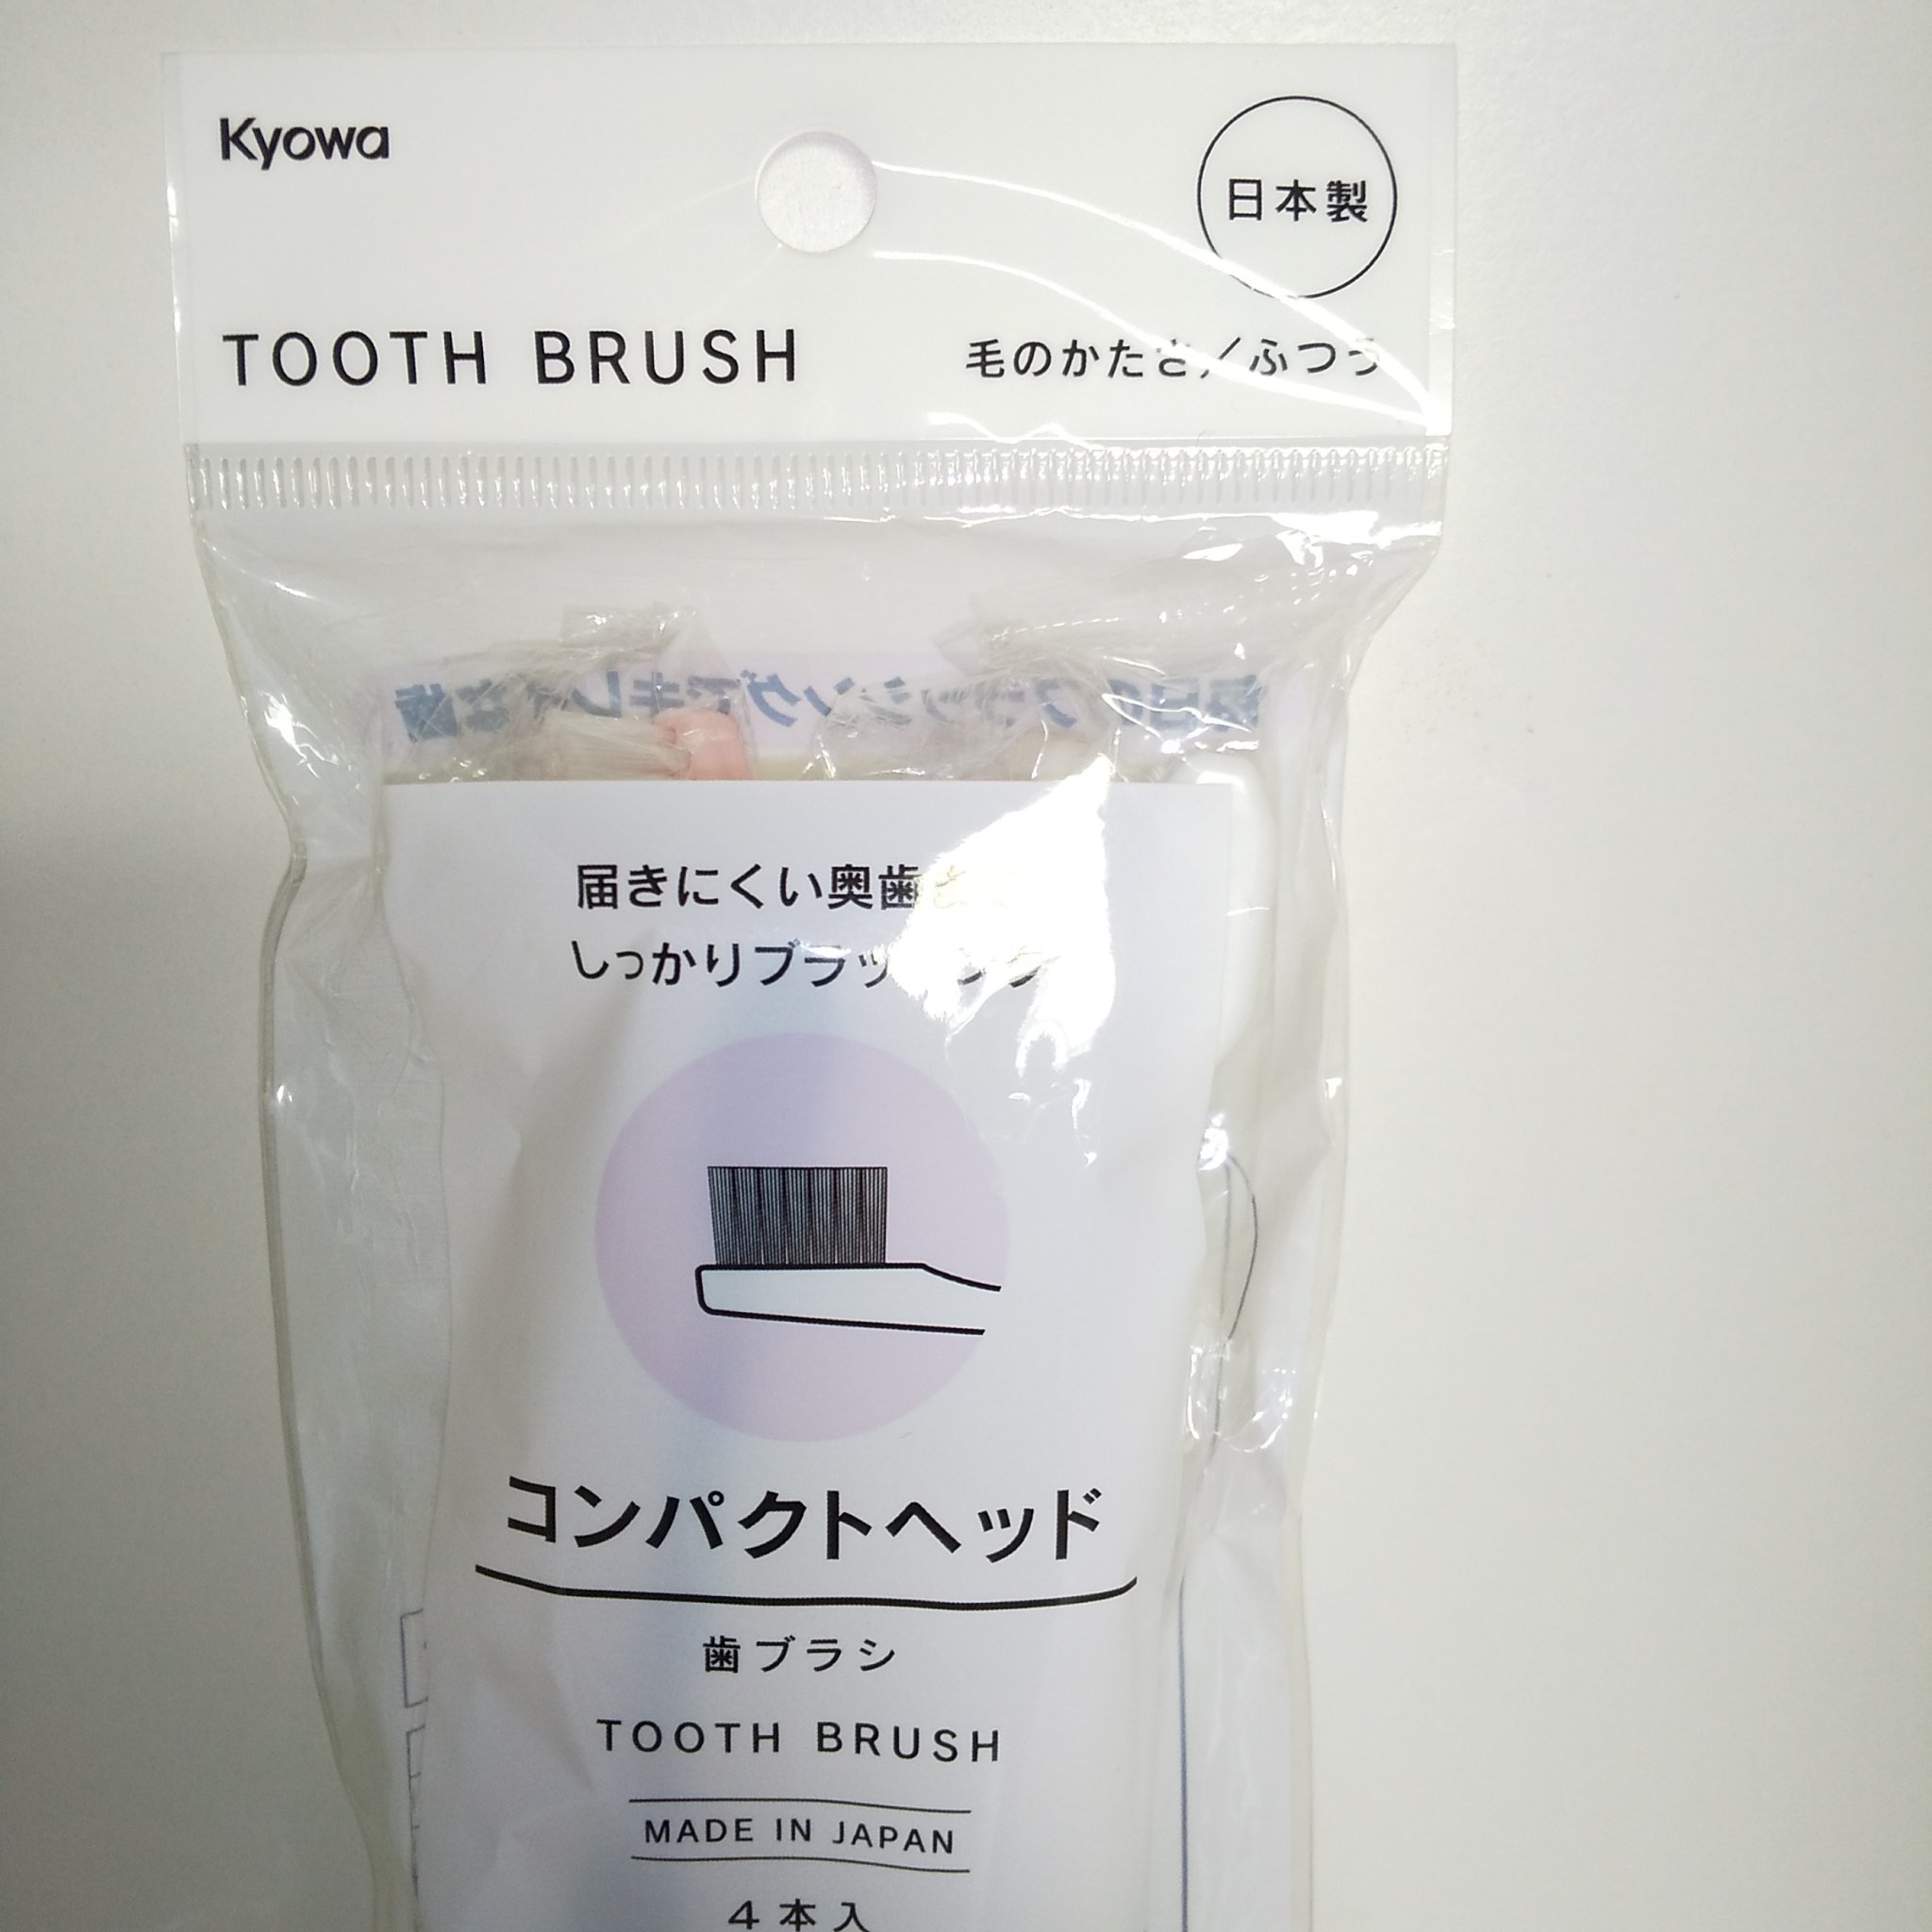 Kyowa
日本製
TOOTH BRUSH
毛のかたさ/ふつう
届きにくい奥歯
しっかりブラッシング
コンパクトヘッド
歯ブラシ
TOOTH BRUSH
MADE IN JAPAN
4本入